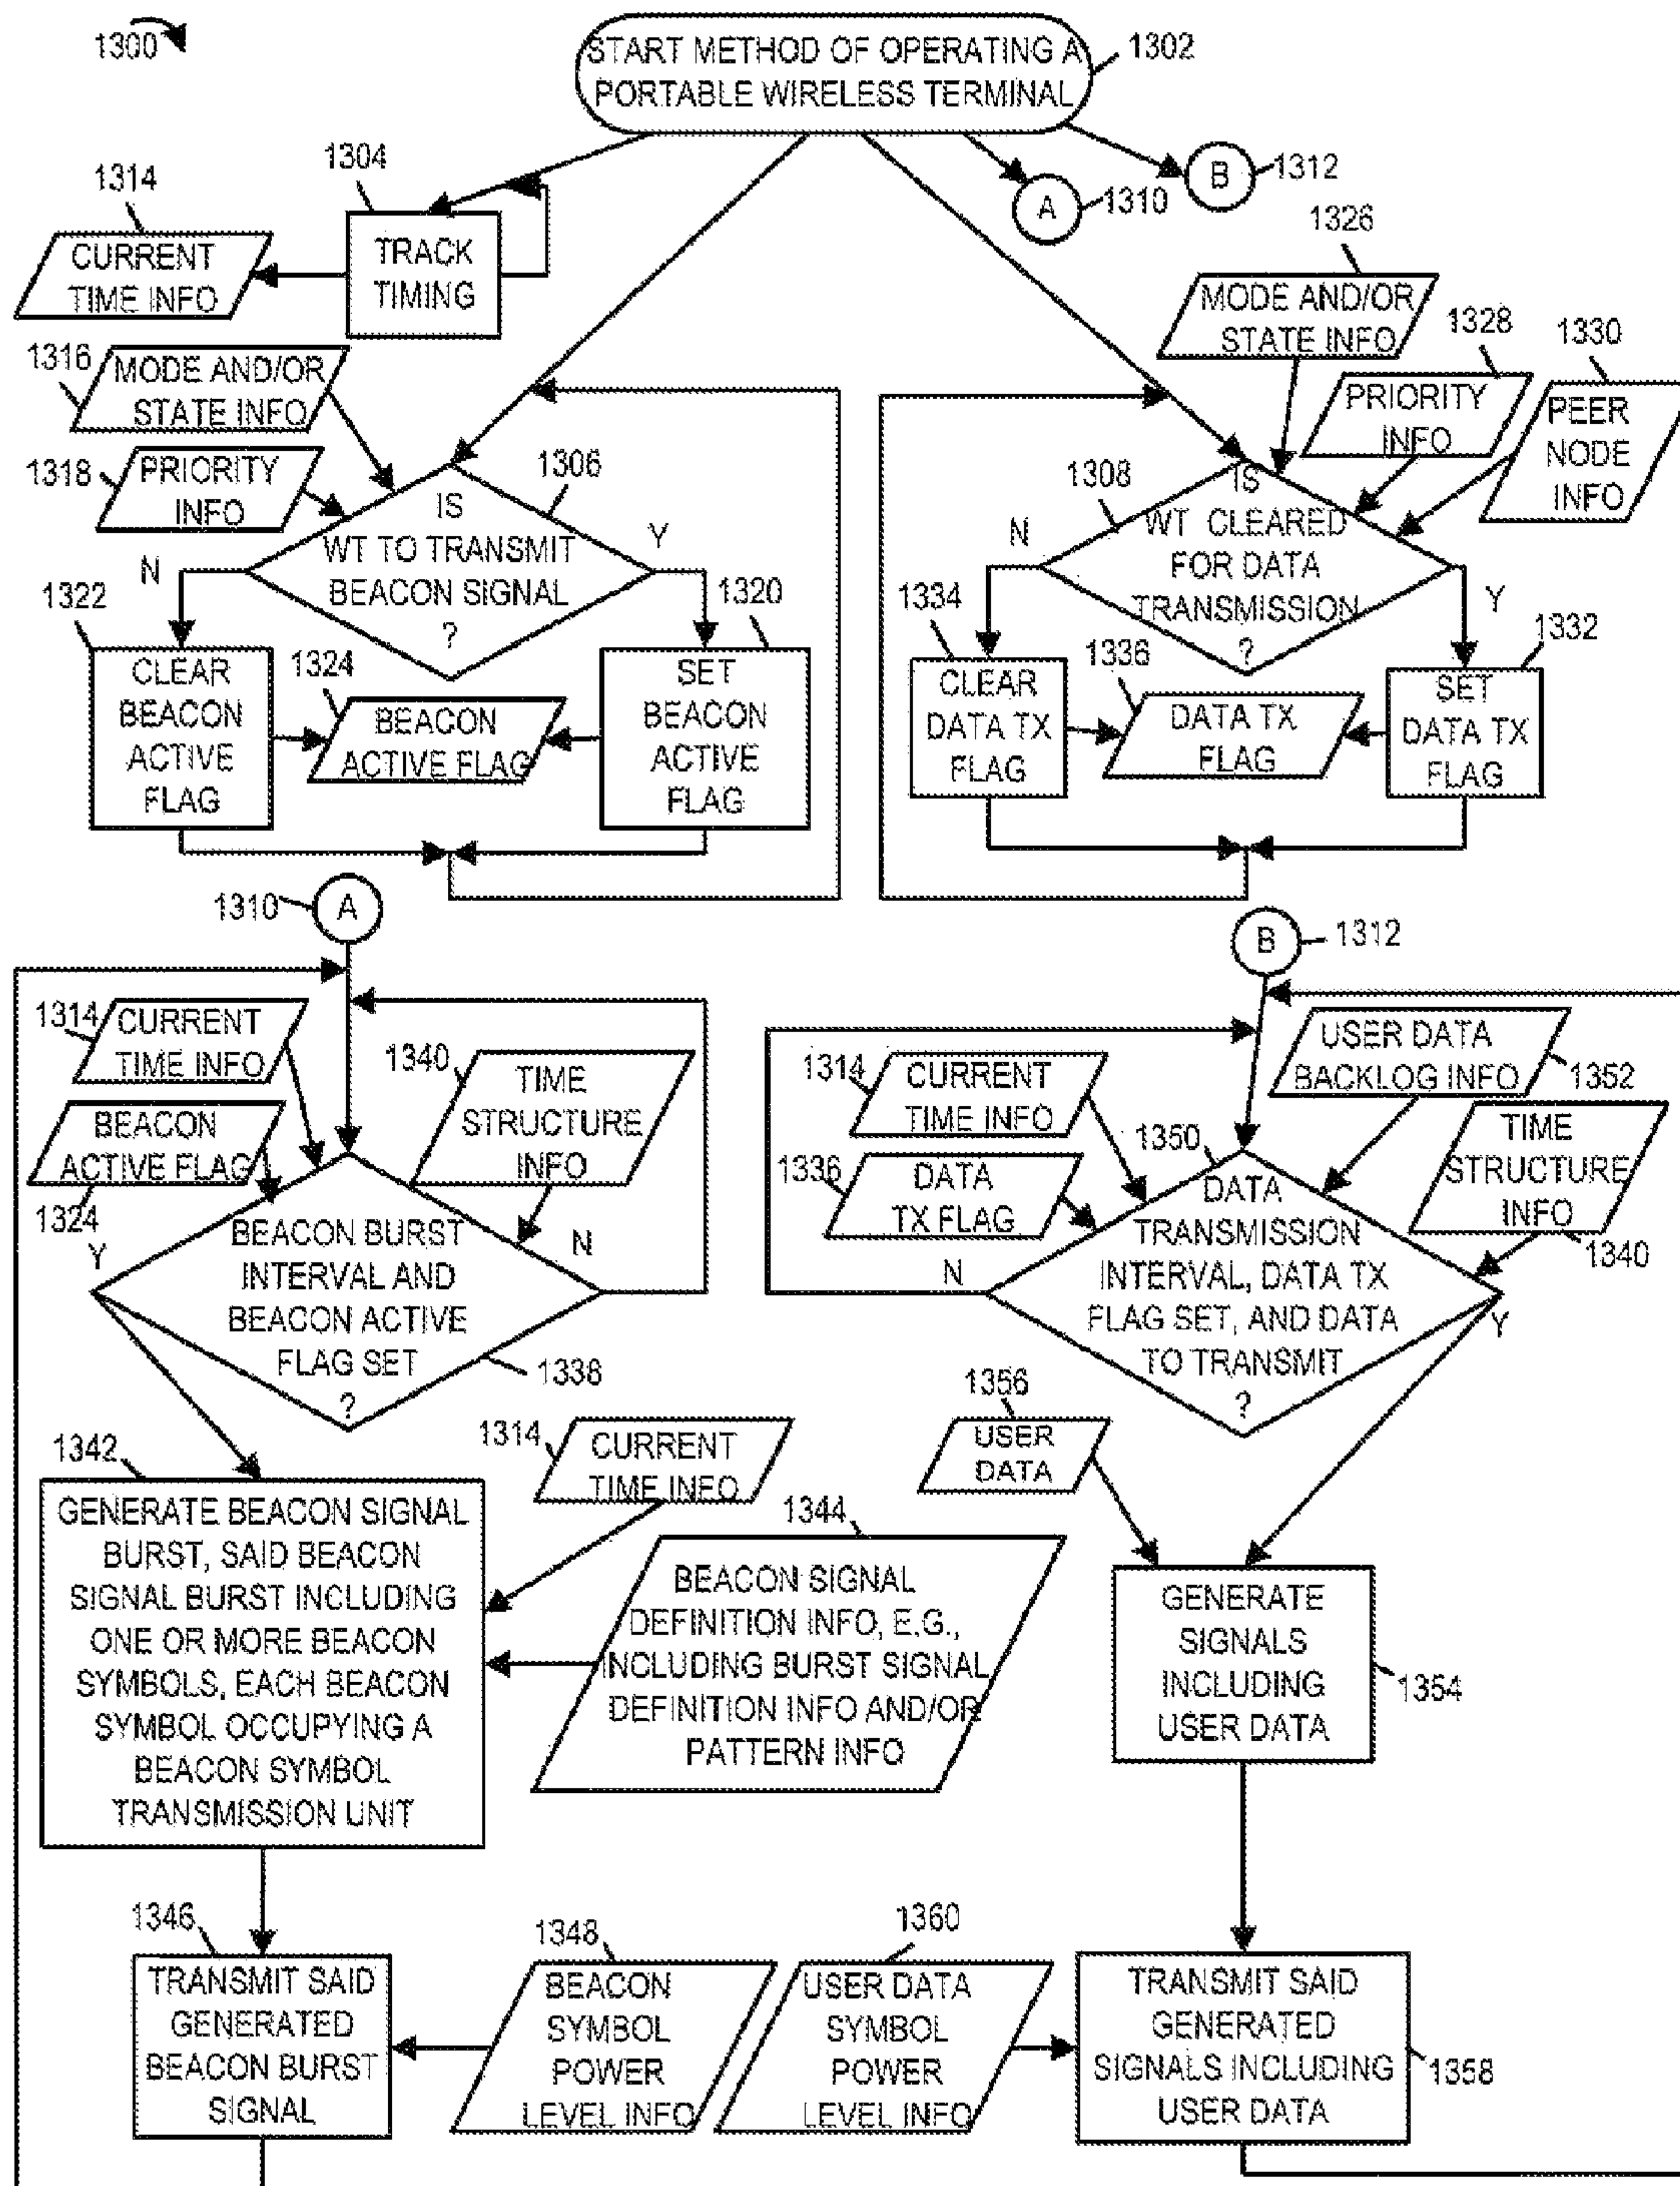 1300
START METHOD OF OPERATING A
PORTABLE WIRELESS TERMINAL
1302
1304
1314
CURRENT
TIME INFO
TRACK
TIMING
A
1310
B
1312
1326
MODE AND/OR
STATE INFO
1328
PRIORITY
INFO
1330
PEER
NODE
INFO
1316
MODE AND/OR
STATE INFO
1318
PRIORITY
INFO
1306
IS
WT TO TRANSMIT
BEACON SIGNAL
?
N
Y
1308
IS
WT CLEARED
FOR DATA
TRANSMISSION
?
N
Y
1322
CLEAR
BEACON
ACTIVE
FLAG
1324
BEACON
ACTIVE FLAG
1320
SET
BEACON
ACTIVE
FLAG
1334
CLEAR
DATA TX
FLAG
1336
DATA TX
FLAG
1332
SET
DATA TX
FLAG
1310
A
B
1312
1314
CURRENT
TIME INFO
BEACON
ACTIVE FLAG
1324
1340
TIME
STRUCTURE
INFO
Y
BEACON BURST
INTERVAL AND
BEACON ACTIVE
FLAG SET
?
N
1338
1314
CURRENT
TIME INFO
1336
DATA
TX FLAG
1350
USER DATA
BACKLOG INFO
1352
TIME
STRUCTURE
INFO
1340
DATA
TRANSMISSION
INTERVAL, DATA TX
FLAG SET, AND DATA
TO TRANSMIT
?
N
Y
1342
GENERATE BEACON SIGNAL
BURST, SAID BEACON
SIGNAL BURST INCLUDING
ONE OR MORE BEACON
SYMBOLS, EACH BEACON
SYMBOL OCCUPYING A
BEACON SYMBOL
TRANSMISSION UNIT
1314
CURRENT
TIME INFO
1344
BEACON SIGNAL
DEFINITION INFO, E.G.,
INCLUDING BURST SIGNAL
DEFINITION INFO AND/OR
PATTERN INFO
1356
USER
DATA
GENERATE
SIGNALS
INCLUDING
USER DATA
1354
1346
TRANSMIT SAID
GENERATED
BEACON BURST
SIGNAL
1348
BEACON
SYMBOL
POWER
LEVEL INFO
1360
USER DATA
SYMBOL
POWER
LEVEL INFO
TRANSMIT SAID
GENERATED
SIGNALS INCLUDING
USER DATA
1358